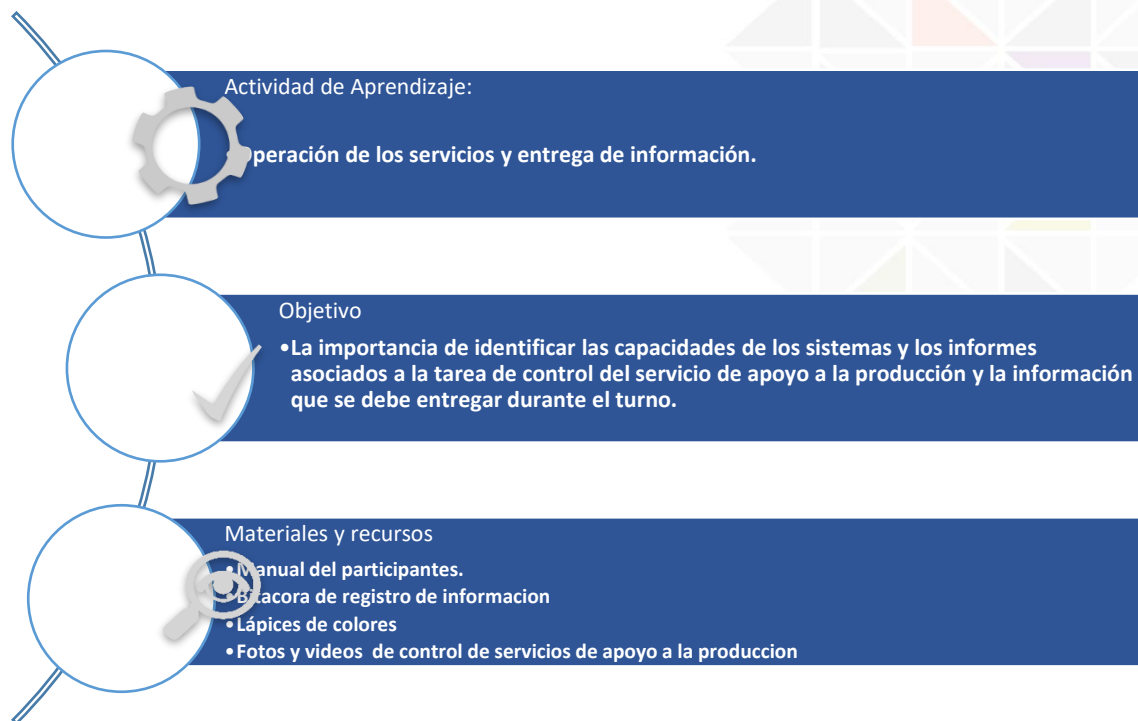 Actividad de Aprendizaje:
•Operación de los servicios y entrega de información.
Objetivo
•La importancia de identificar las capacidades de los sistemas y los informes
asociados a la tarea de control del servicio de apoyo a la producción y la información
que se debe entregar durante el turno.
Materiales y recursos
•Manual del participantes.
•Bitacora de registro de informacion
•Lápices de colores
•Fotos y videos de control de servicios de apoyo a la produccion